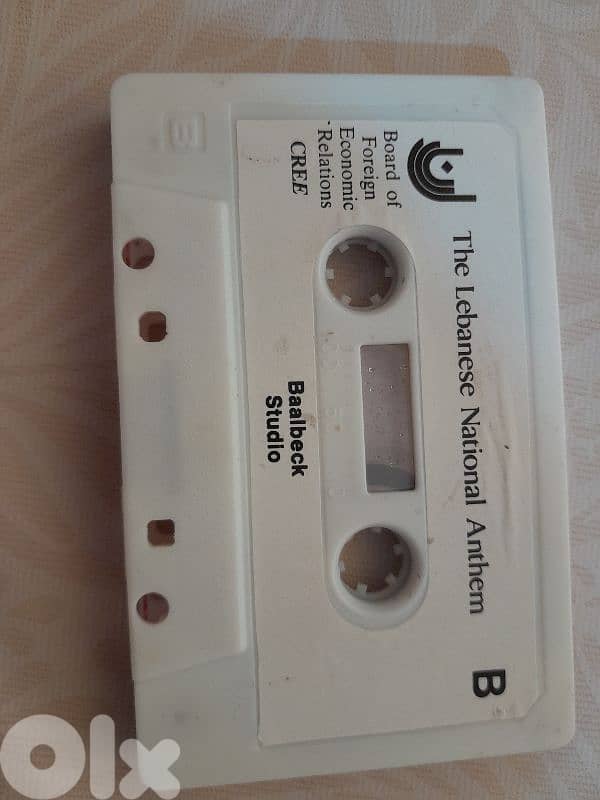 The Lebanese National Anthem
B
Board of
Foreign
Economic
Relations
CREE
Baalbeck
Studio
B
olx